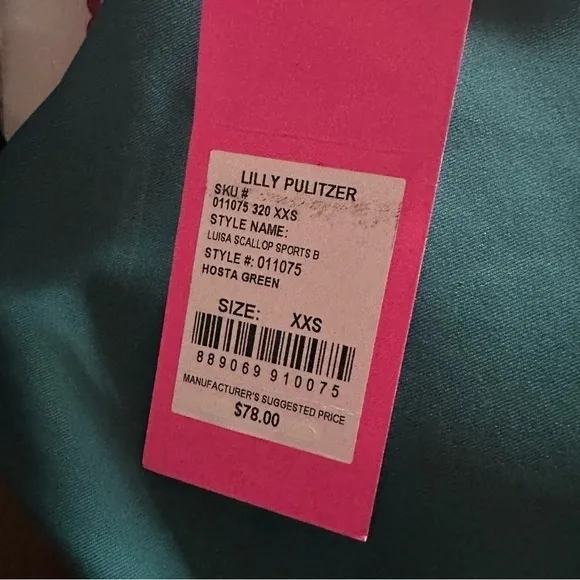 LILLY PULITZER
SKU #
011075 320 XXS
STYLE NAME:
LUISA SCALLOP SPORTS B
STYLE #: 011075
HOSTA GREEN
SIZE: XXS
889069 910075
MANUFACTURER'S SUGGESTED PRICE
$78.00